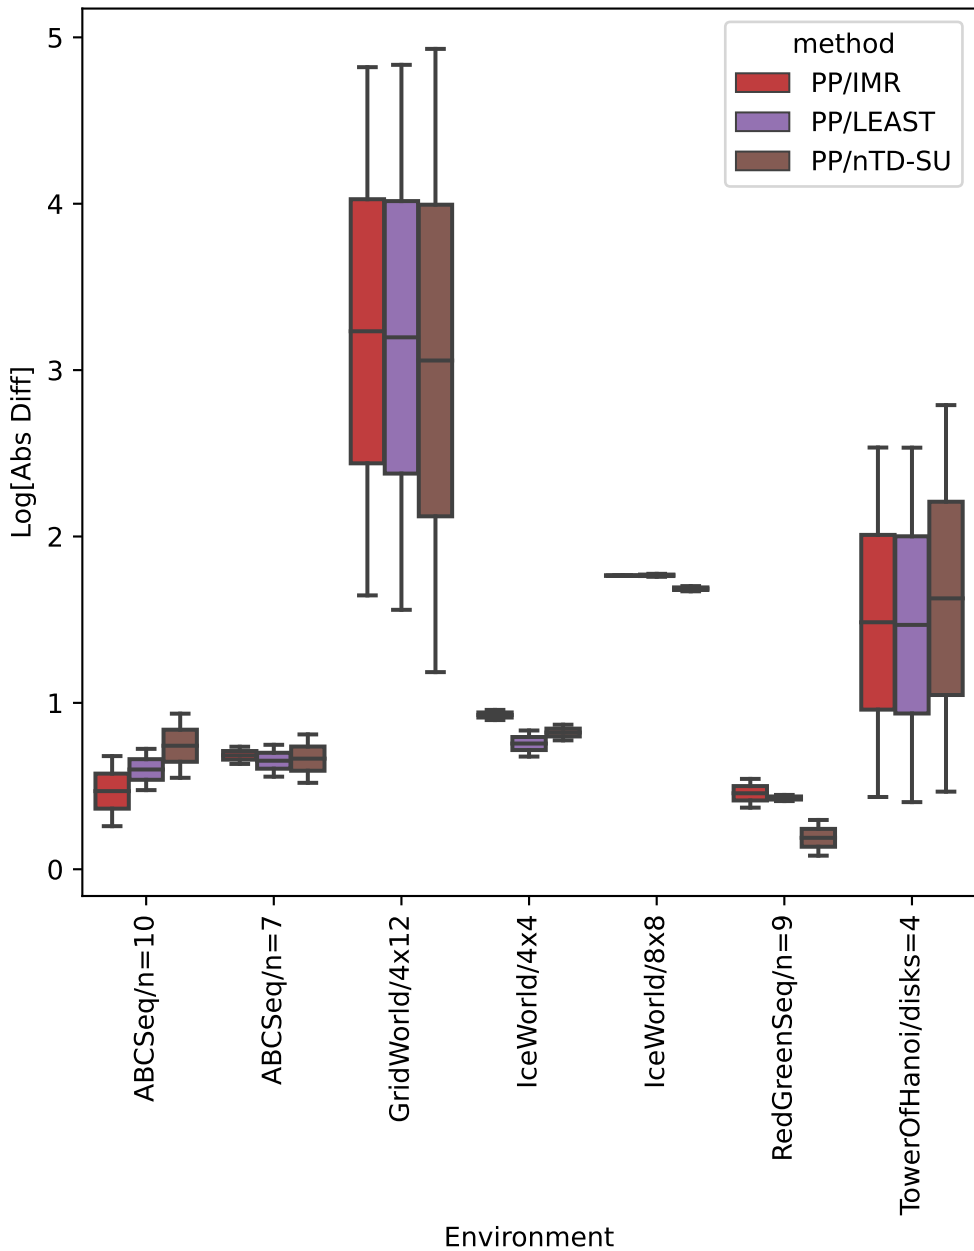 method
PP/IMR
PP/LEAST
PP/nTD-SU
5
4
3
2
1
0
Log[Abs Diff]
ABCSeq/n=10
ABCSeq/n=7
GridWorld/4x12
IceWorld/4x4
IceWorld/8x8
RedGreenSeq/n=9
TowerOfHanoi/disks=4
Environment